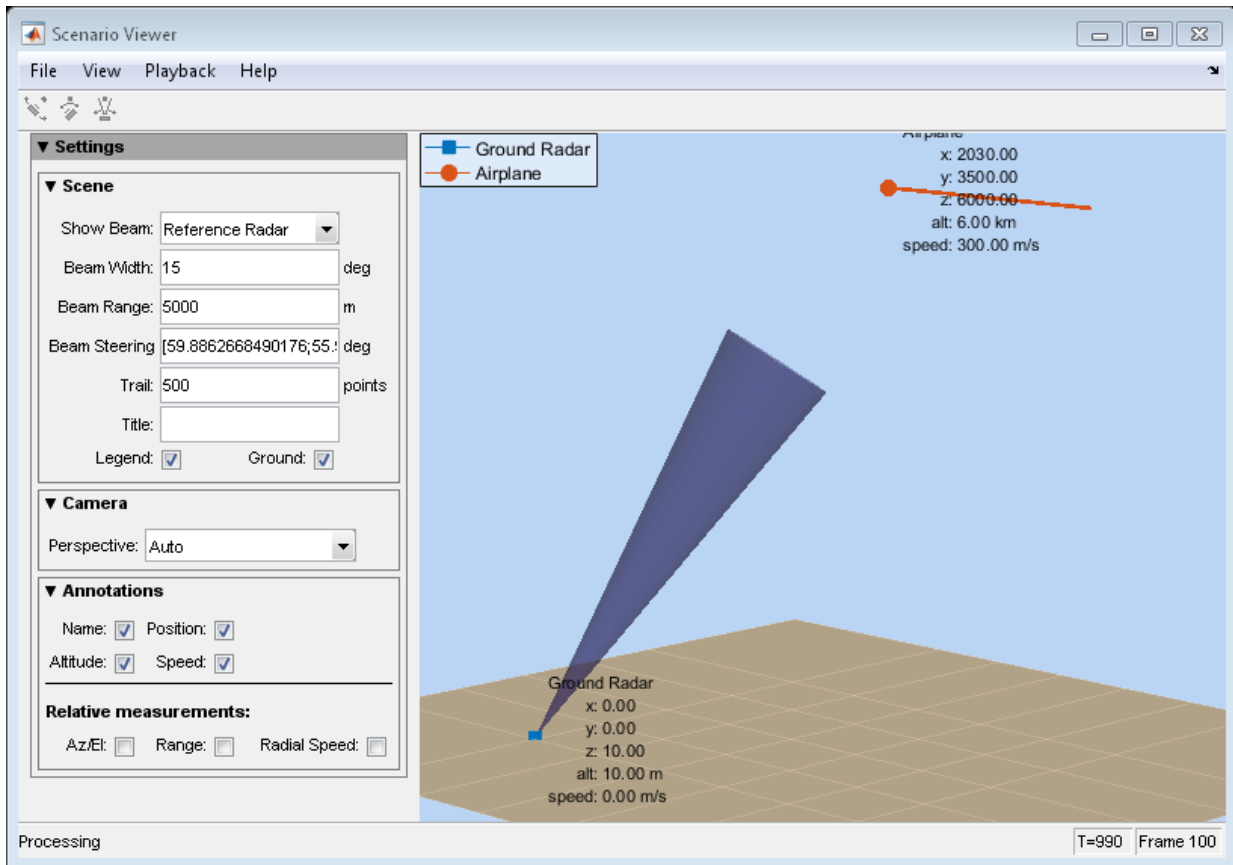 Scenario Viewer
File View Playback Help
▼ Settings
▼ Scene
Show Beam: Reference Radar
Beam Width: 15 deg
Beam Range: 5000 m
Beam Steering [59.8862668490176;55. deg
Trail: 500 points
Title:
Legend: Ground:
▼ Camera
Perspective: Auto
▼ Annotations
Name: Position:
Altitude: Speed:
Relative measurements:
Az/El: Range: Radial Speed:
Ground Radar
Airplane
Airplane
x: 2030.00
y: 3500.00
z: 6000.00
alt: 6.00 km
speed: 300.00 m/s
Ground Radar
x: 0.00
y: 0.00
z: 10.00
alt: 10.00 m
speed: 0.00 m/s
Processing
T=990 Frame 100